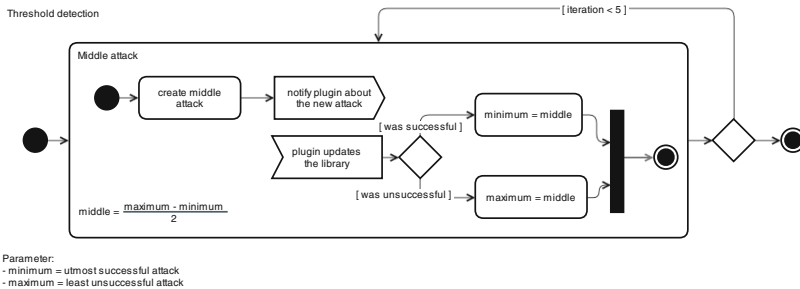 [ iteration < 5 ]
Threshold detection
Middle attack
create middle
attack
notify plugin about
the new attack
minimum = middle
[ was successful ]
plugin updates
the library
[ was unsuccessful ]
maximum = middle
middle = maximum - minimum
2
Parameter:
- minimum = utmost successful attack
- maximum = least unsuccessful attack